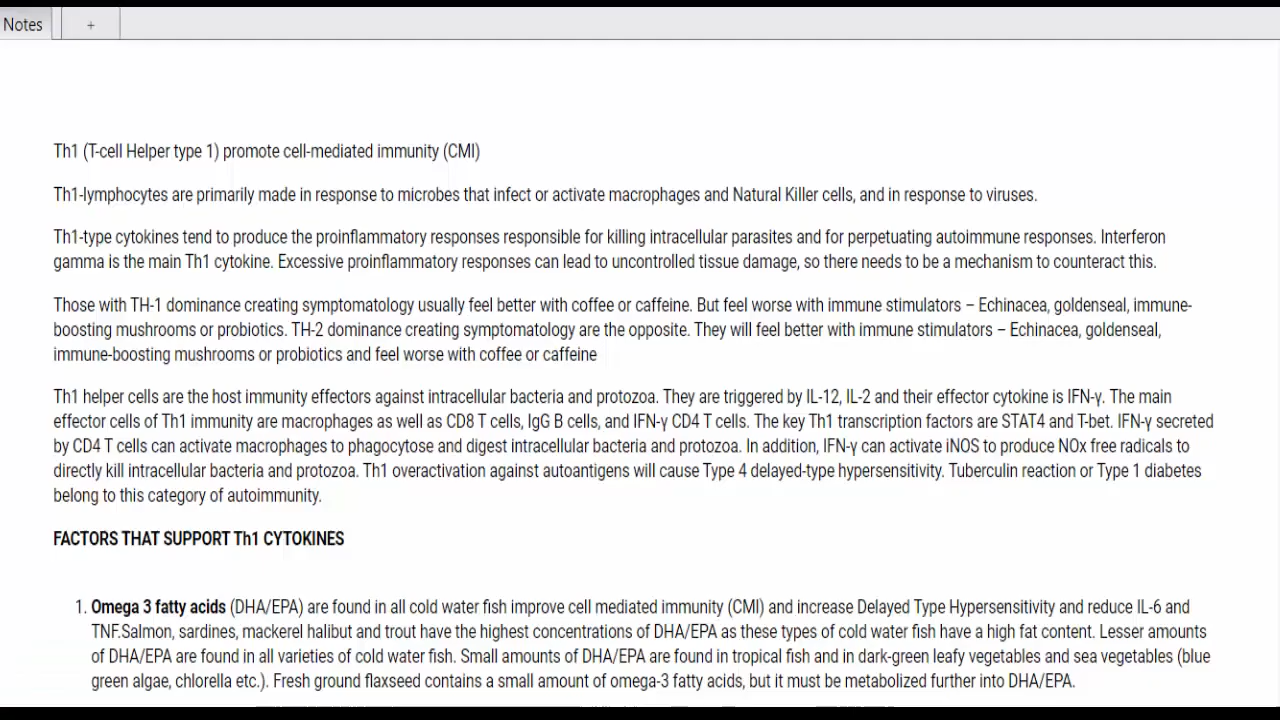 Notes
+
Th1 (T-cell Helper type 1) promote cell-mediated immunity (CMI)
Th1-lymphocytes are primarily made in response to microbes that infect or activate macrophages and Natural Killer cells, and in response to viruses.
Th1-type cytokines tend to produce the proinflammatory responses responsible for killing intracellular parasites and for perpetuating autoimmune responses. Interferon
gamma is the main Th1 cytokine. Excessive proinflammatory responses can lead to uncontrolled tissue damage, so there needs to be a mechanism to counteract this.
Those with TH-1 dominance creating symptomatology usually feel better with coffee or caffeine. But feel worse with immune stimulators – Echinacea, goldenseal, immune-
boosting mushrooms or probiotics. TH-2 dominance creating symptomatology are the opposite. They will feel better with immune stimulators – Echinacea, goldenseal,
immune-boosting mushrooms or probiotics and feel worse with coffee or caffeine
Th1 helper cells are the host immunity effectors against intracellular bacteria and protozoa. They are triggered by IL-12, IL-2 and their effector cytokine is IFN-γ. The main
effector cells of Th1 immunity are macrophages as well as CD8 T cells, IgG B cells, and IFN-γ CD4 T cells. The key Th1 transcription factors are STAT4 and T-bet. IFN-γ secreted
by CD4 T cells can activate macrophages to phagocytose and digest intracellular bacteria and protozoa. In addition, IFN-γ can activate iNOS to produce NOx free radicals to
directly kill intracellular bacteria and protozoa. Th1 overactivation against autoantigens will cause Type 4 delayed-type hypersensitivity. Tuberculin reaction or Type 1 diabetes
belong to this category of autoimmunity.
FACTORS THAT SUPPORT Th1 CYTOKINES
1. Omega 3 fatty acids (DHA/EPA) are found in all cold water fish improve cell mediated immunity (CMI) and increase Delayed Type Hypersensitivity and reduce IL-6 and
TNF.Salmon, sardines, mackerel halibut and trout have the highest concentrations of DHA/EPA as these types of cold water fish have a high fat content. Lesser amounts
of DHA/EPA are found in all varieties of cold water fish. Small amounts of DHA/EPA are found in tropical fish and in dark-green leafy vegetables and sea vegetables (blue
green algae, chlorella etc.). Fresh ground flaxseed contains a small amount of omega-3 fatty acids, but it must be metabolized further into DHA/EPA.